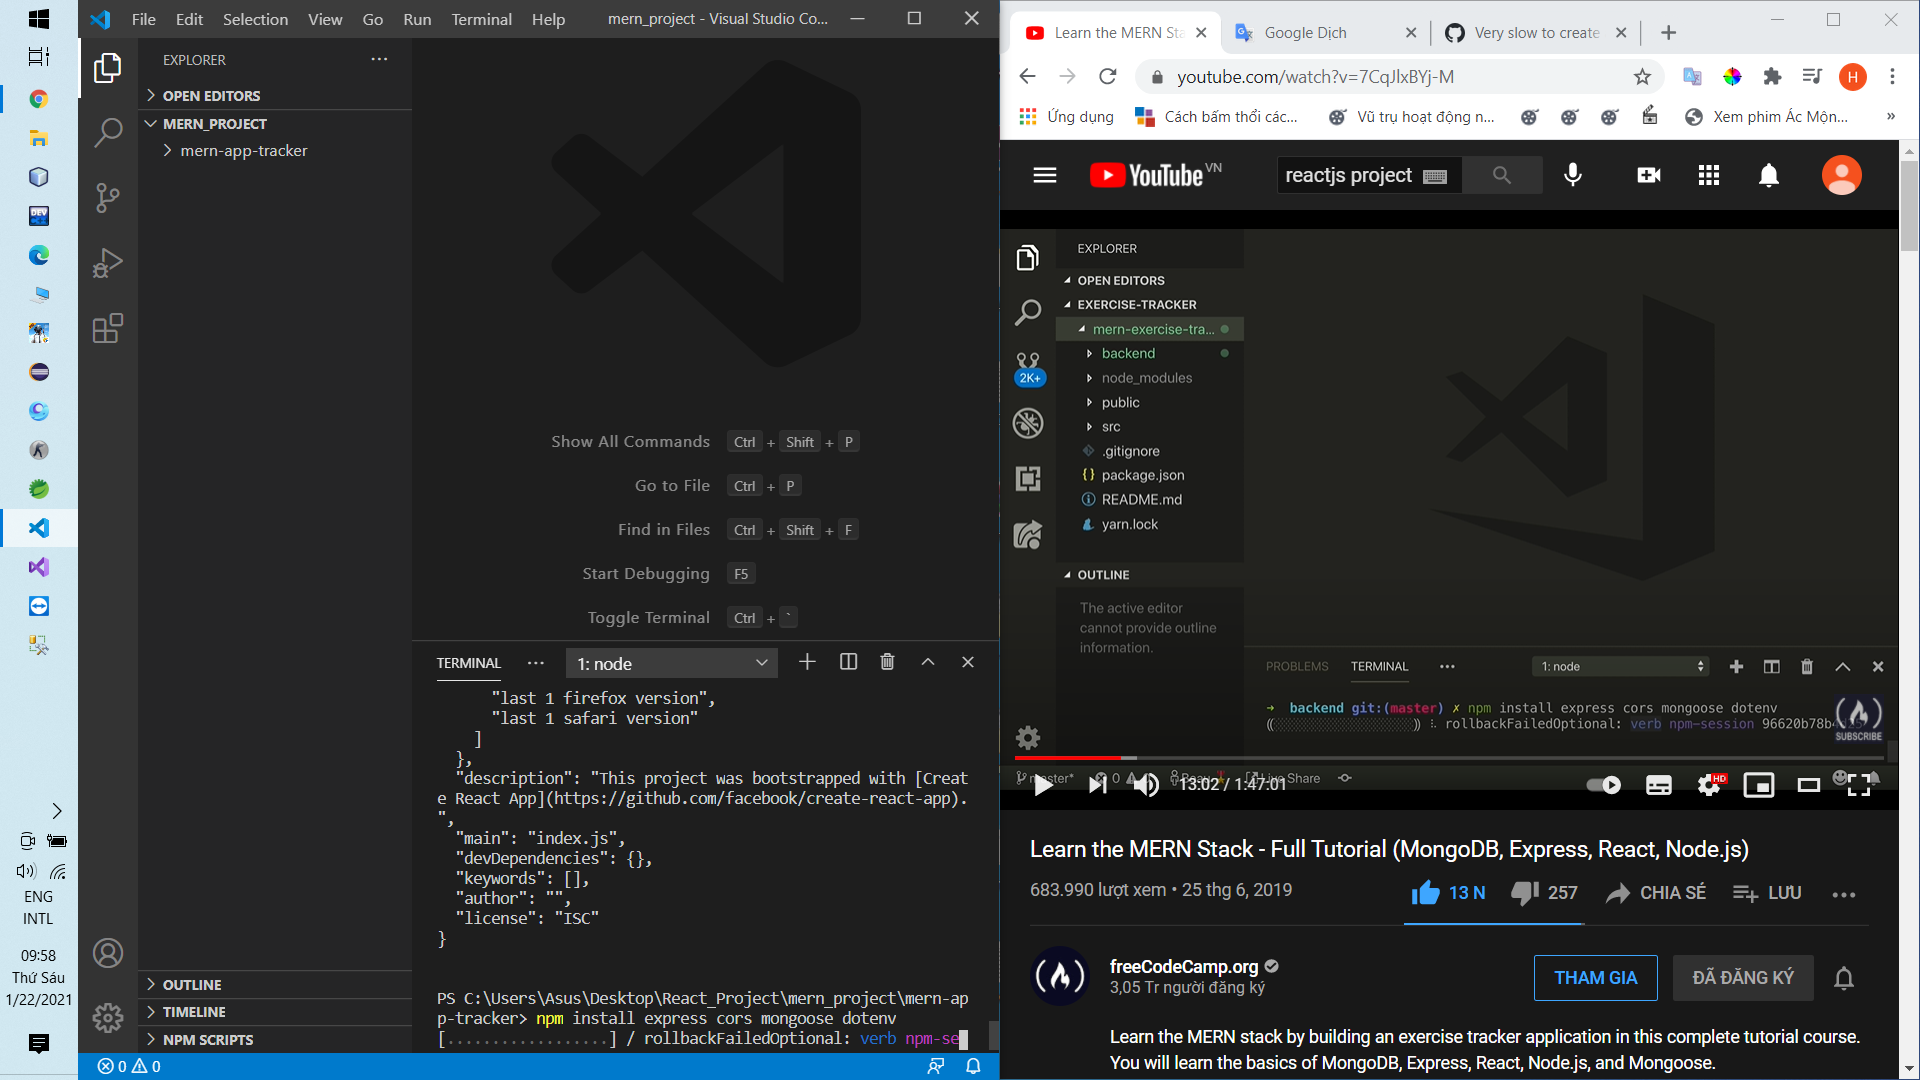 File Edit Selection View Go Run Terminal Help
mern_project - Visual Studio Co...
EXPLORER
OPEN EDITORS
MERN_PROJECT
mern-app-tracker
Show All Commands Ctrl + Shift + P
Go to File Ctrl + P
Find in Files Ctrl + Shift + F
Start Debugging F5
Toggle Terminal Ctrl + `
TERMINAL ... 1: node
"last 1 firefox version",
"last 1 safari version"
]
},
"description": "This project was bootstrapped with [Creat
e React App](https://github.com/facebook/create-react-app).
",
"main": "index.js",
"devDependencies": {},
"keywords": [],
"author": "",
"license": "ISC"
}
PS C:\Users\Asus\Desktop\React_Project\mern_project\mern-ap
p-tracker> npm install express cors mongoose dotenv
[..................] / rollbackFailedOptional: verb npm-se
OUTLINE
TIMELINE
NPM SCRIPTS
0 0
DEV
ENG
INTL
09:58
Thứ Sáu
1/22/2021
Learn the MERN Sta
Google Dịch
Very slow to create
youtube.com/watch?v=7CqJlxBYj-M
H
Ứng dụng
Cách bấm thổi các...
Vũ trụ hoạt động n...
Xem phim Ác Mộn...
»
YouTube VN
reactjs project
EXPLORER
OPEN EDITORS
EXERCISE-TRACKER
mern-exercise-tra...
backend
node_modules
public
src
.gitignore
package.json
README.md
yarn.lock
2K+
OUTLINE
The active editor
cannot provide outline
information.
PROBLEMS TERMINAL ... 1: node
→ backend git:(master) ✗ npm install express cors mongoose dotenv
rollbackFailedOptional: verb npm-session 96620b78b4
SUBSCRIBE
master* 0 Live Share
13:02 / 1:47:01
HD
Learn the MERN Stack - Full Tutorial (MongoDB, Express, React, Node.js)
683.990 lượt xem • 25 thg 6, 2019
13 N 257 CHIA SẺ LƯU
freeCodeCamp.org
3,05 Tr người đăng ký
THAM GIA
ĐÃ ĐĂNG KÝ
Learn the MERN stack by building an exercise tracker application in this complete tutorial course.
You will learn the basics of MongoDB, Express, React, Node.js, and Mongoose.